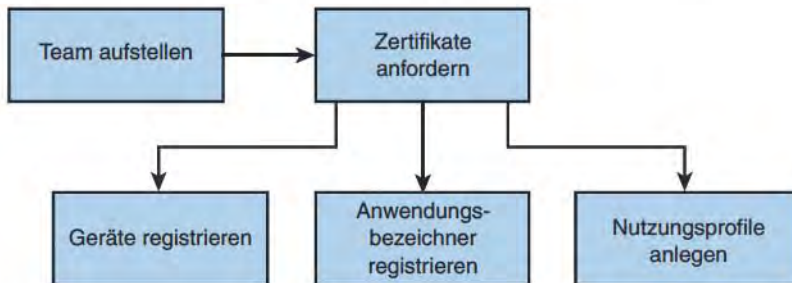 Team aufstellen
Zertifikate
anfordern
Geräte registrieren
Anwendungs-
bezeichner
registrieren
Nutzungsprofile
anlegen